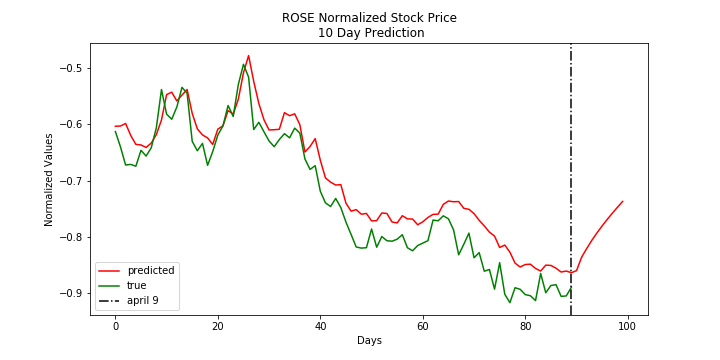 ROSE Normalized Stock Price
10 Day Prediction
Normalized Values
−0.5
−0.6
−0.7
−0.8
−0.9
predicted
true
april 9
0
20
40
60
80
100
Days